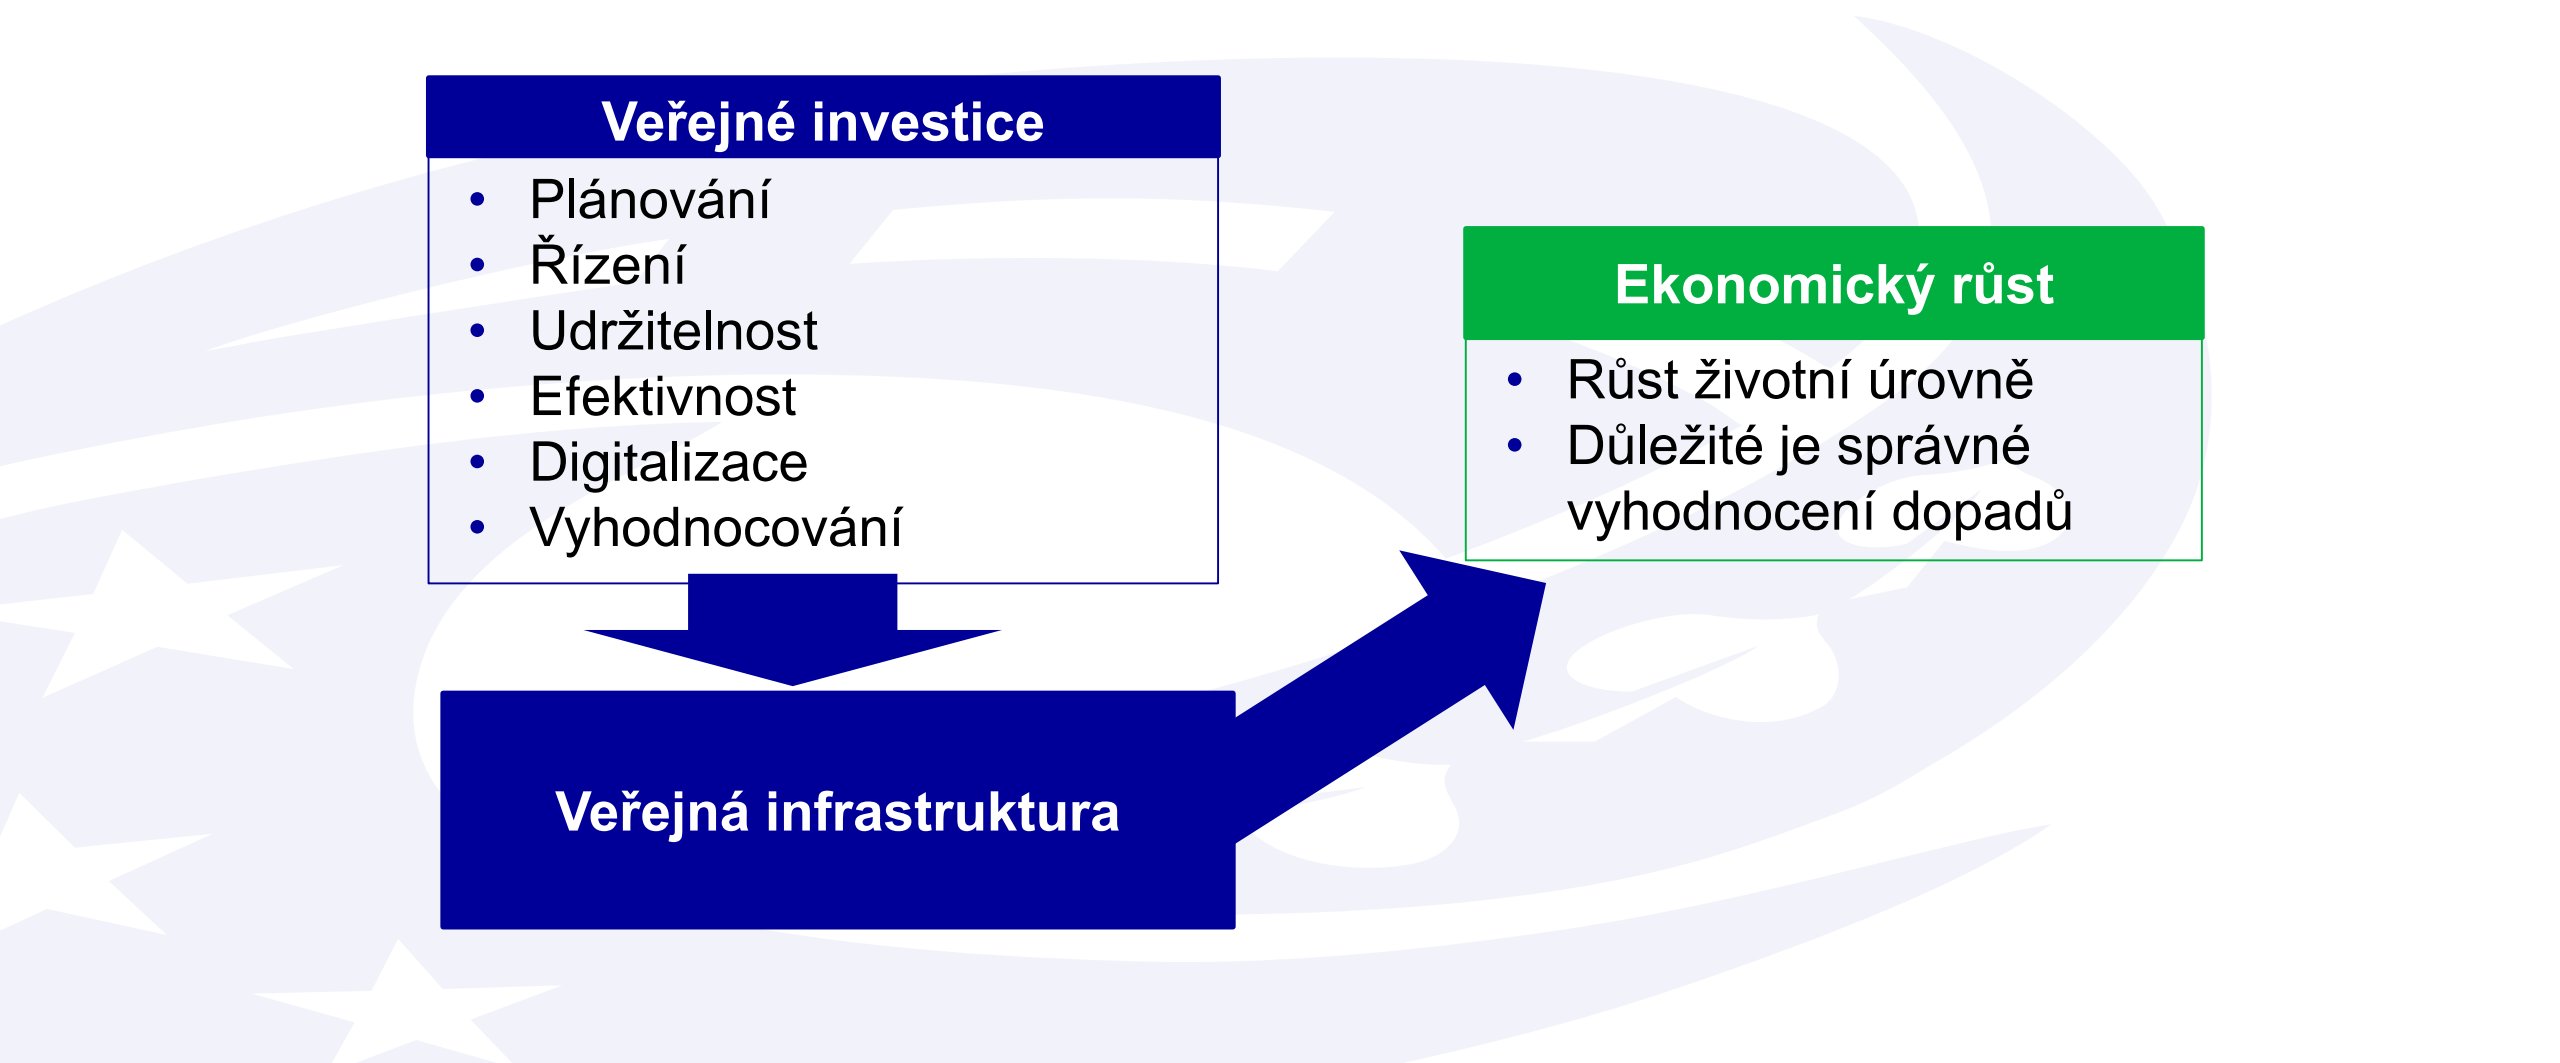 Veřejné investice
• Plánování
• Řízení
• Udržitelnost
• Efektivnost
• Digitalizace
• Vyhodnocování
Ekonomický růst
• Růst životní úrovně
• Důležité je správné
vyhodnocení dopadů
Veřejná infrastruktura